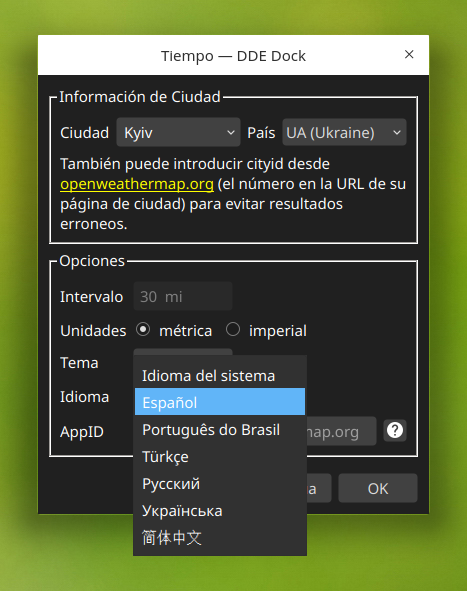 Tiempo — DDE Dock
Información de Ciudad
Ciudad Kyiv País UA (Ukraine)
También puede introducir cityid desde
openweathermap.org (el número en la URL de su
página de ciudad) para evitar resultados
erroneos.
Opciones
Intervalo 30 mi
Unidades métrica imperial
Tema
Idioma del sistema
Idioma
Español
AppID
Português do Brasil
map.org ?
Türkçe
Русский
OK
Українська
简体中文